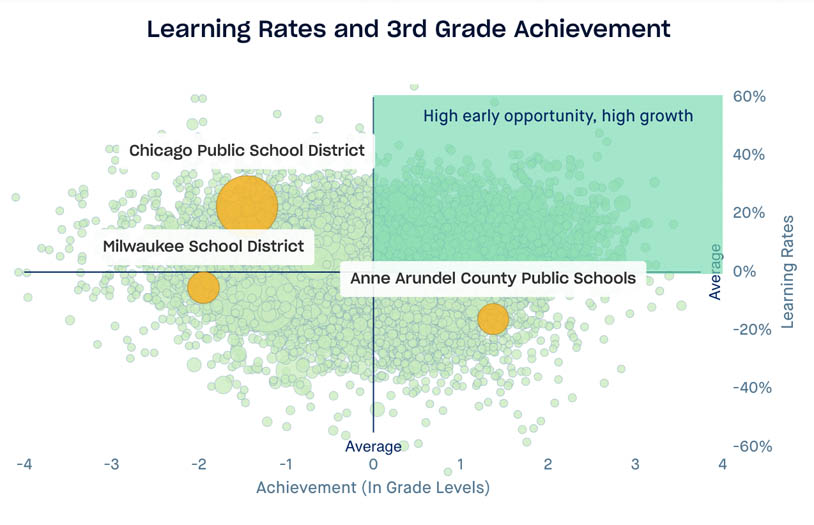 Learning Rates and 3rd Grade Achievement
High early opportunity, high growth
60%
Chicago Public School District
40%
20%
Milwaukee School District
0%
Average
Learning Rates
Anne Arundel County Public Schools
-20%
-40%
-60%
Average
-4 -3 -2 -1 0 1 2 3 4
Achievement (In Grade Levels)